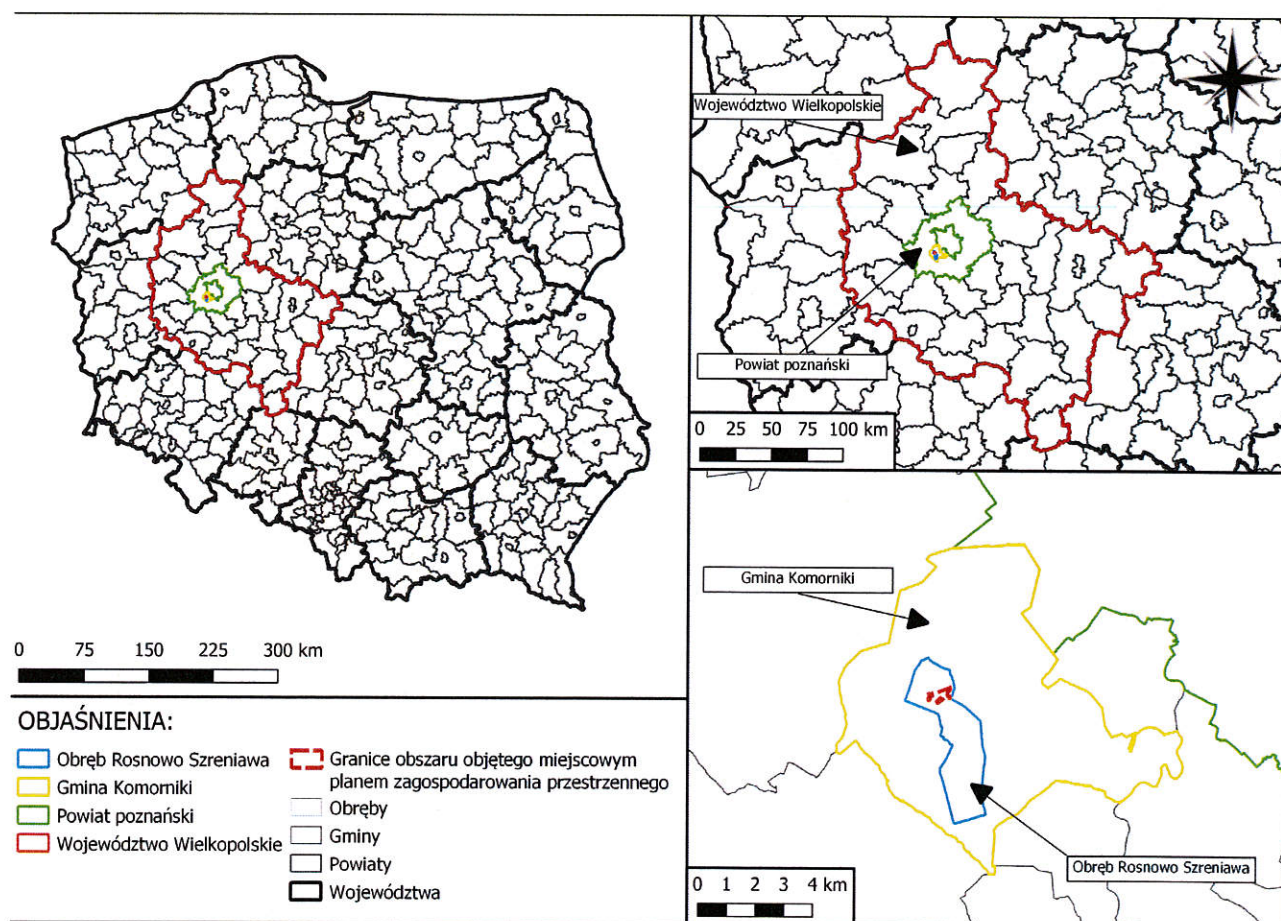 0 75 150 225 300 km
OBJAŚNIENIA:
Obręb Rosnowo Szreniawa
Gmina Komorniki
Powiat poznański
Województwo Wielkopolskie
Granice obszaru objętego miejscowym
planem zagospodarowania przestrzennego
Obręby
Gminy
Powiaty
Województwa
Województwo Wielkopolskie
Powiat poznański
0 25 50 75 100 km
Gmina Komorniki
Obręb Rosnowo Szreniawa
0 1 2 3 4 km